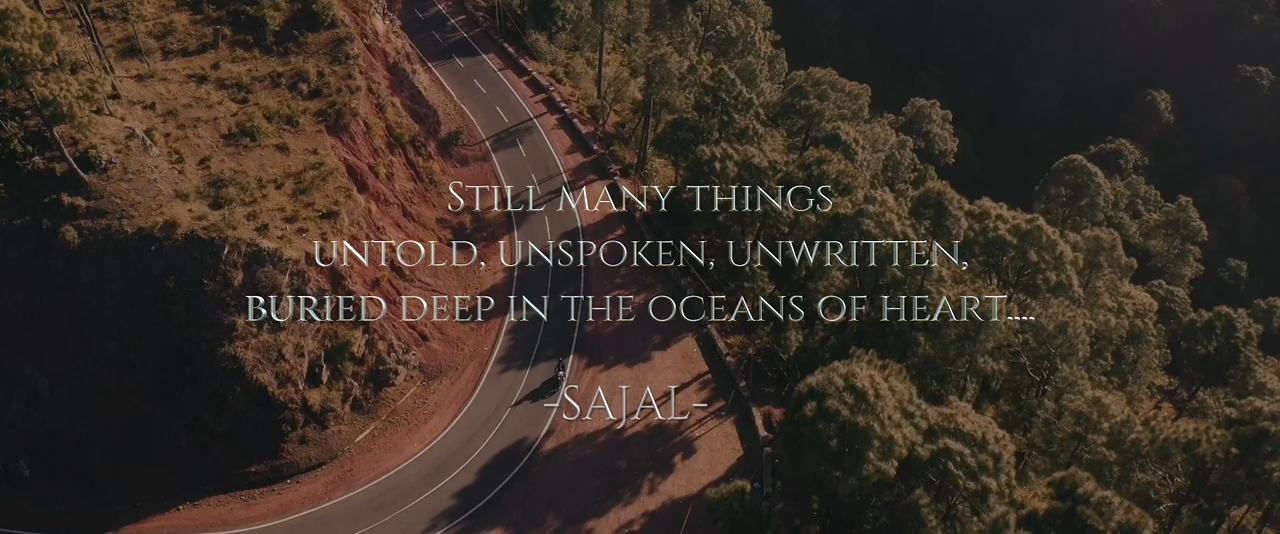 Still many things
untold, unspoken, unwritten,
buried deep in the oceans of heart....
-SAJAL-